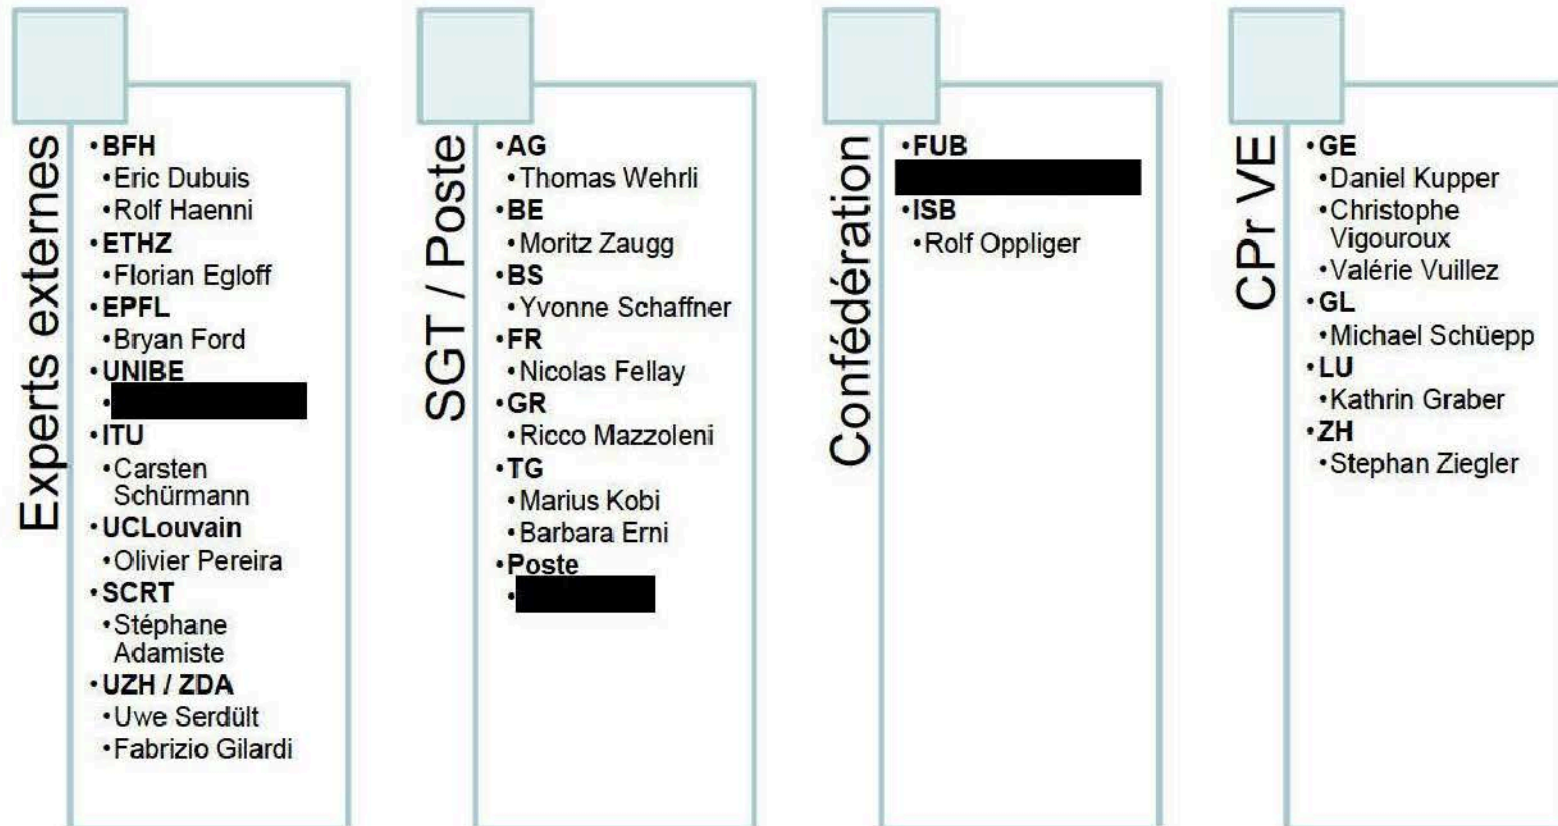 Experts externes
•BFH
•Eric Dubuis
•Rolf Haenni
•ETHZ
•Florian Egloff
•EPFL
•Bryan Ford
•UNIBE
•
•ITU
•Carsten
Schürmann
•UCLouvain
•Olivier Pereira
•SCRT
•Stéphane
Adamiste
•UZH / ZDA
•Uwe Serdült
•Fabrizio Gilardi
SGT / Poste
•AG
•Thomas Wehrli
•BE
•Moritz Zaugg
•BS
•Yvonne Schaffner
•FR
•Nicolas Fellay
•GR
•Ricco Mazzoleni
•TG
•Marius Kobi
•Barbara Erni
•Poste
•
Confédération
•FUB
•ISB
•Rolf Oppliger
CPr VE
•GE
•Daniel Kupper
•Christophe
Vigouroux
•Valérie Vuillez
•GL
•Michael Schüepp
•LU
•Kathrin Graber
•ZH
•Stephan Ziegler